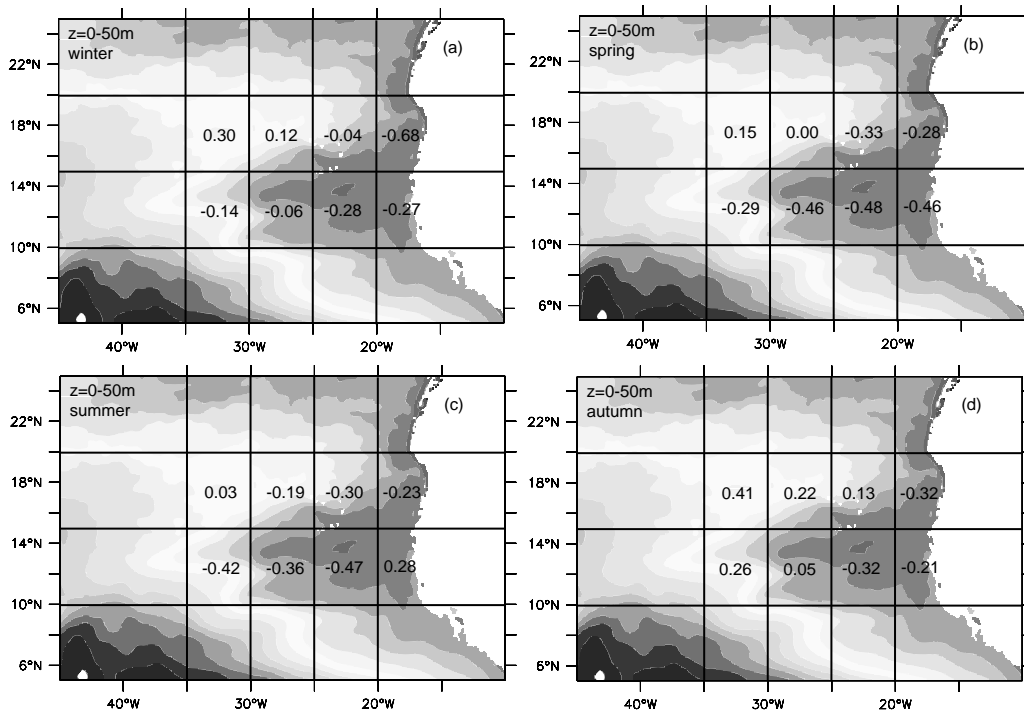 z=0-50m
winter
(a)
22°N
18°N
0.30 0.12 -0.04 -0.68
14°N
-0.14 -0.06 -0.28 -0.27
10°N
6°N
40°W 30°W 20°W
z=0-50m
spring
(b)
22°N
18°N
0.15 0.00 -0.33 -0.28
14°N
-0.29 -0.46 -0.48 -0.46
10°N
6°N
40°W 30°W 20°W
z=0-50m
summer
(c)
22°N
18°N
0.03 -0.19 -0.30 -0.23
14°N
-0.42 -0.36 -0.47 0.28
10°N
6°N
40°W 30°W 20°W
z=0-50m
autumn
(d)
22°N
18°N
0.41 0.22 0.13 -0.32
14°N
0.26 0.05 -0.32 -0.21
10°N
6°N
40°W 30°W 20°W